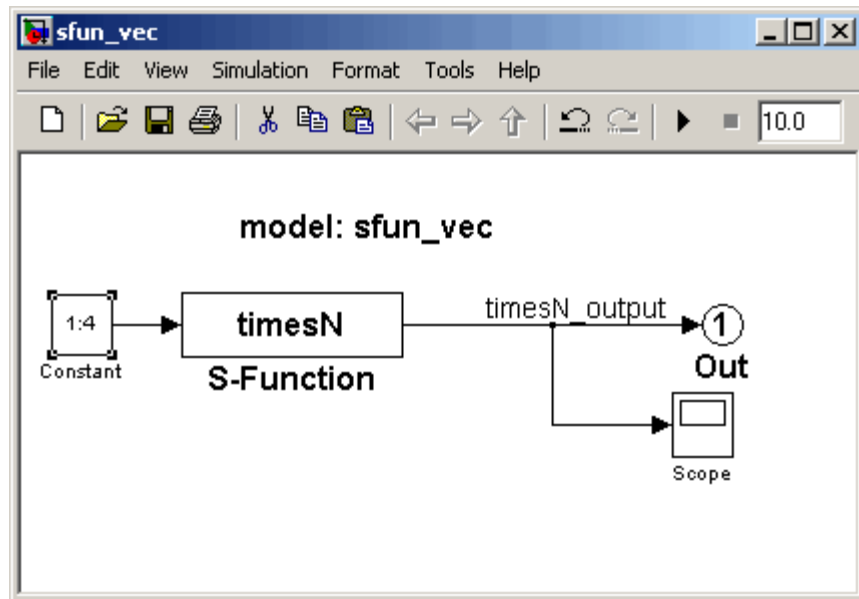 sfun_vec
File Edit View Simulation Format Tools Help
10.0
model: sfun_vec
1:4
Constant
timesN
S-Function
timesN_output
1
Out
Scope